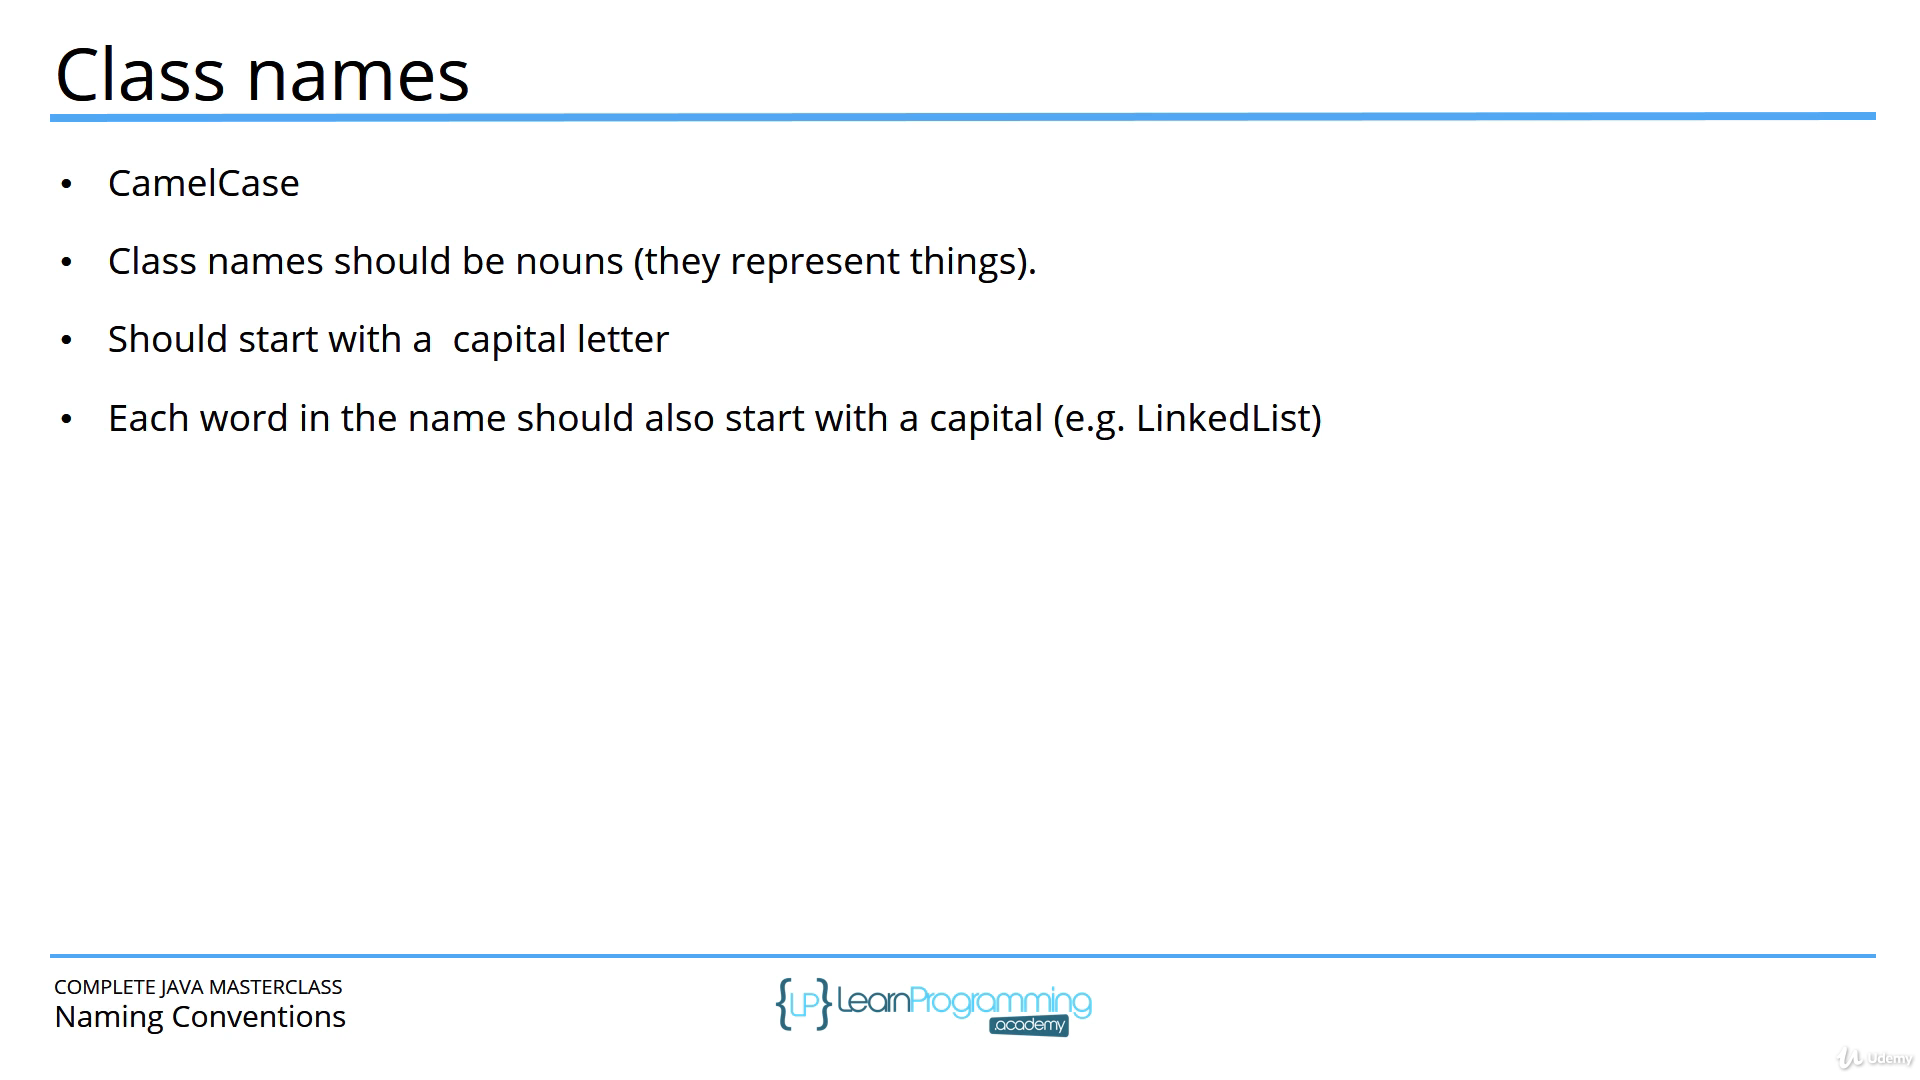 Class names
• CamelCase
• Class names should be nouns (they represent things).
• Should start with a  capital letter
• Each word in the name should also start with a capital (e.g. LinkedList)
COMPLETE JAVA MASTERCLASS
Naming Conventions
{LP} LearnProgramming
academy
Udemy